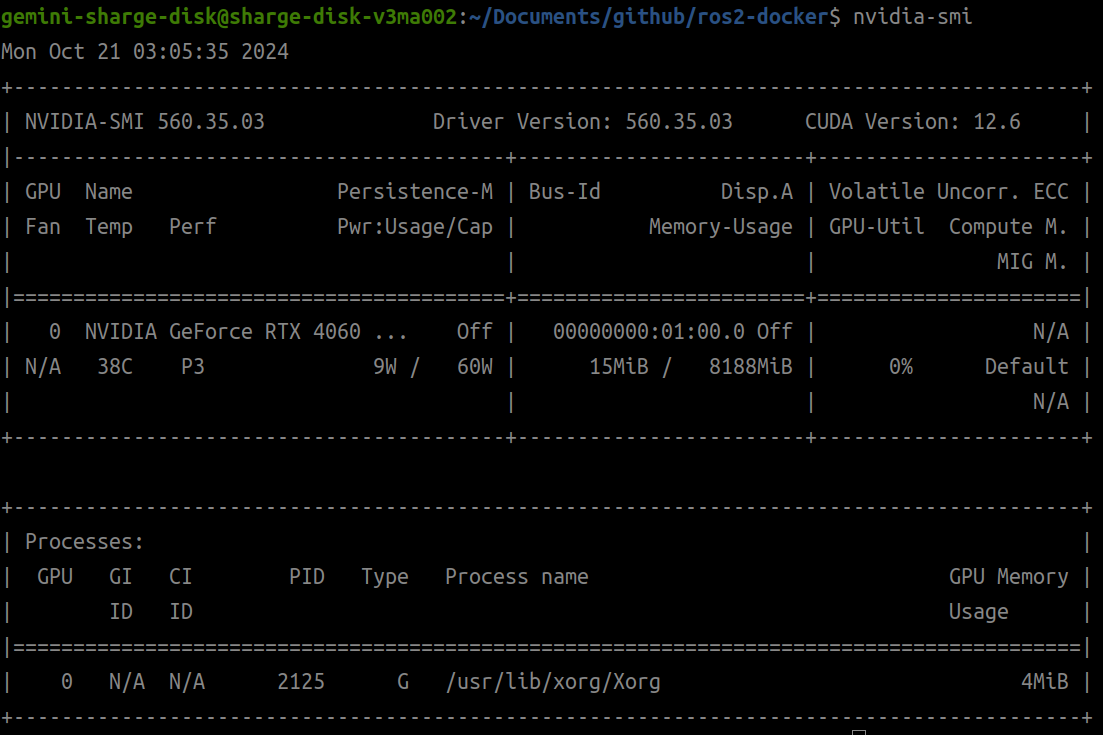 gemini-sharge-disk@sharge-disk-v3ma002:~/Documents/github/ros2-docker$ nvidia-smi
Mon Oct 21 03:05:35 2024
+-----------------------------------------------------------------------------------------+
| NVIDIA-SMI 560.35.03              Driver Version: 560.35.03      CUDA Version: 12.6     |
|-----------------------------------------+------------------------+----------------------+
| GPU  Name                 Persistence-M | Bus-Id          Disp.A | Volatile Uncorr. ECC |
| Fan  Temp   Perf          Pwr:Usage/Cap |           Memory-Usage | GPU-Util  Compute M. |
|                                         |                        |               MIG M. |
|=========================================+========================+======================|
|   0  NVIDIA GeForce RTX 4060 ...    Off |   00000000:01:00.0 Off |                  N/A |
| N/A   38C    P3              9W /   60W |      15MiB /   8188MiB |      0%      Default |
|                                         |                        |                  N/A |
+-----------------------------------------+------------------------+----------------------+

+-----------------------------------------------------------------------------------------+
| Processes:                                                                              |
|  GPU   GI   CI        PID   Type   Process name                              GPU Memory |
|        ID   ID                                                               Usage      |
|=========================================================================================|
|    0   N/A  N/A      2125      G   /usr/lib/xorg/Xorg                              4MiB |
+-----------------------------------------------------------------------------------------+